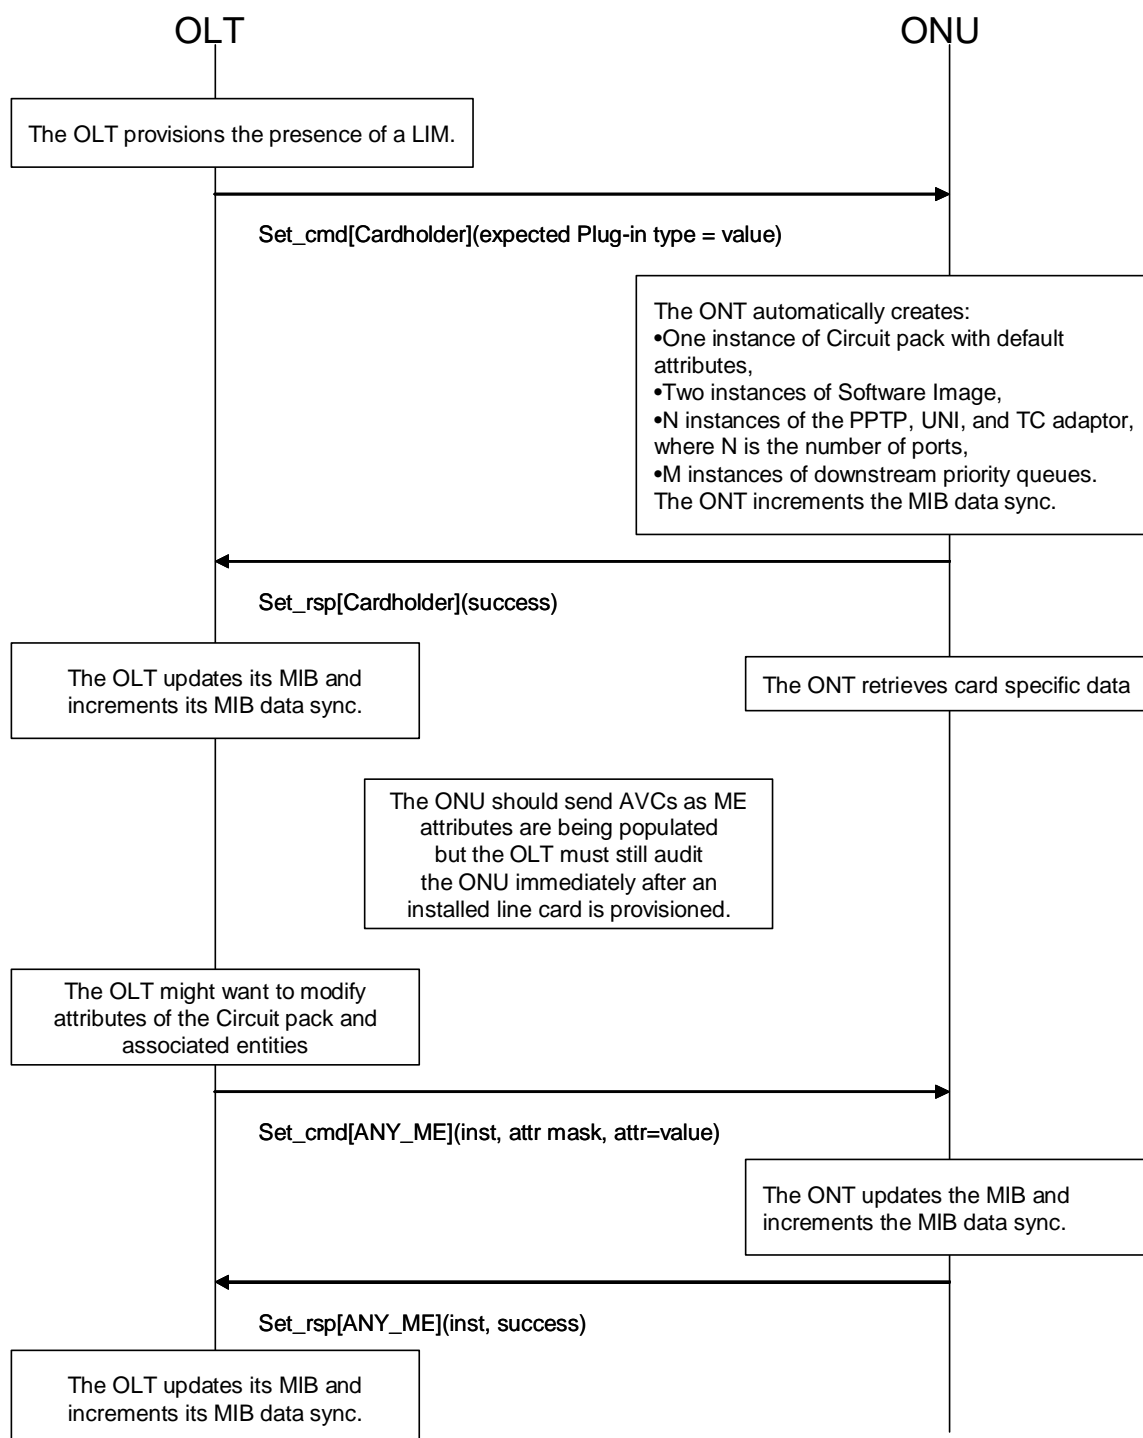 OLT
ONU
The OLT provisions the presence of a LIM.
Set_cmd[Cardholder](expected Plug-in type = value)
The ONT automatically creates:
•One instance of Circuit pack with default
attributes,
•Two instances of Software Image,
•N instances of the PPTP, UNI, and TC adaptor,
where N is the number of ports,
•M instances of downstream priority queues.
The ONT increments the MIB data sync.
Set_rsp[Cardholder](success)
The OLT updates its MIB and
increments its MIB data sync.
The ONT retrieves card specific data
The ONU should send AVCs as ME
attributes are being populated
but the OLT must still audit
the ONU immediately after an
installed line card is provisioned.
The OLT might want to modify
attributes of the Circuit pack and
associated entities
Set_cmd[ANY_ME](inst, attr mask, attr=value)
The ONT updates the MIB and
increments the MIB data sync.
Set_rsp[ANY_ME](inst, success)
The OLT updates its MIB and
increments its MIB data sync.